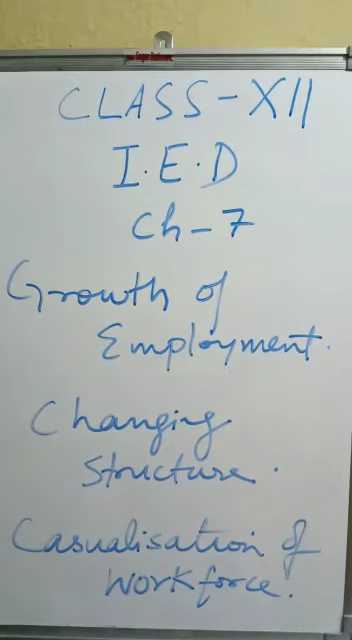 CLASS-XII
I.E.D
Ch-7
Growth of
Employment.
Changing
Structure.
Casualisation of
Workforce.